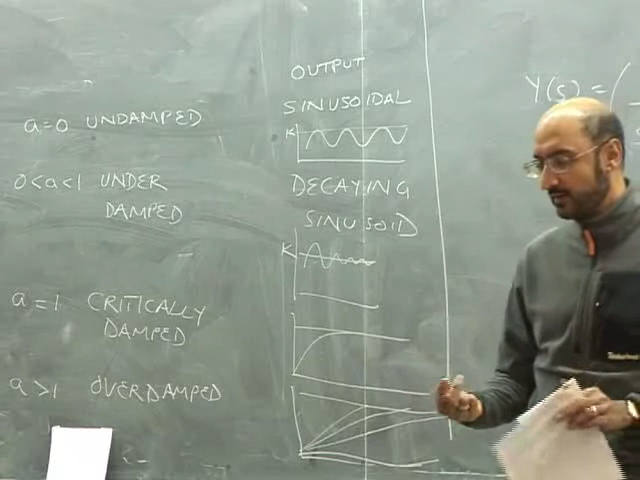 OUTPUT
SINUSOIDAL
a=0 UNDAMPED
K
0<a<1 UNDER
DAMPED
DECAYING
SINUSOID
K
a=1 CRITICALLY
DAMPED
a>1 OVERDAMPED
Y(s) = (